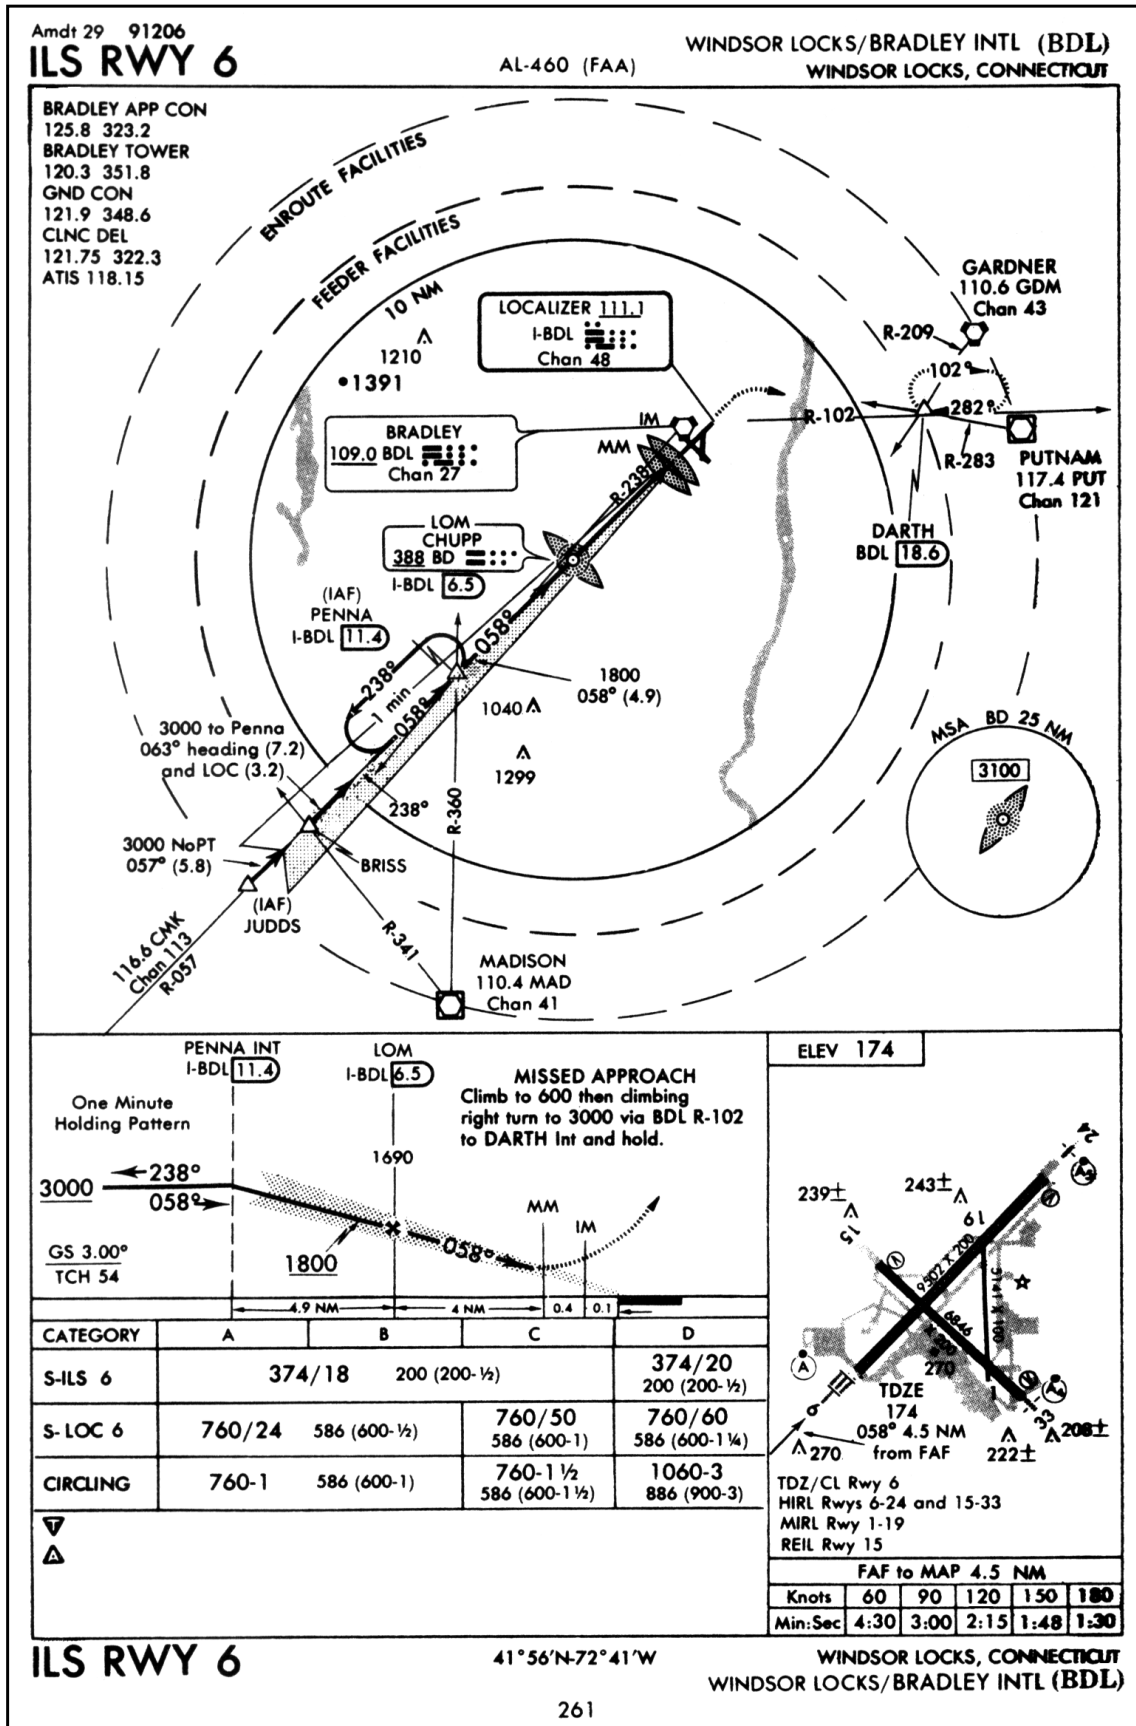 Amdt 29 91206
ILS RWY 6
AL-460 (FAA)
WINDSOR LOCKS/BRADLEY INTL (BDL)
WINDSOR LOCKS, CONNECTICUT
BRADLEY APP CON
125.8 323.2
BRADLEY TOWER
120.3 351.8
GND CON
121.9 348.6
CLNC DEL
121.75 322.3
ATIS 118.15
ENROUTE FACILITIES
FEEDER FACILITIES
10 NM
1210
1391
LOCALIZER 111.1
I-BDL
Chan 48
GARDNER
110.6 GDM
Chan 43
R-209
102°
282°
R-102
R-283
PUTNAM
117.4 PUT
Chan 121
DARTH
BDL 18.6
BRADLEY
109.0 BDL
Chan 27
IM
MM
R-238
LOM
CHUPP
388 BD
I-BDL 6.5
(IAF)
PENNA
I-BDL 11.4
058°
238°
1 min
058°
1800
058° (4.9)
1040
1299
3000 to Penna
063° heading (7.2)
and LOC (3.2)
238°
R-360
3000 NoPT
057° (5.8)
BRISS
(IAF)
JUDDS
R-341
116.6 CMK
Chan 113
R-057
MADISON
110.4 MAD
Chan 41
MSA BD 25 NM
3100
PENNA INT
I-BDL 11.4
LOM
I-BDL 6.5
MISSED APPROACH
Climb to 600 then climbing
right turn to 3000 via BDL R-102
to DARTH Int and hold.
One Minute
Holding Pattern
1690
3000
238°
058°
MM
IM
058°
GS 3.00°
TCH 54
1800
4.9 NM 4 NM 0.4 0.1
CATEGORY A B C D
S-ILS 6 374/18 200 (200-½) 374/20 200 (200-½)
S-LOC 6 760/24 586 (600-½) 760/50 586 (600-1) 760/60 586 (600-1¼)
CIRCLING 760-1 586 (600-1) 760-1½ 586 (600-1½) 1060-3 886 (900-3)
T
A
ELEV 174
24
A5
239±
243±
15
V
19
9502 X 200
5141 X 100
6846 X 200
270
A
TDZE
174
058° 4.5 NM
from FAF
6
1
33
270
222±
208±
TDZ/CL Rwy 6
HIRL Rwys 6-24 and 15-33
MIRL Rwy 1-19
REIL Rwy 15
FAF to MAP 4.5 NM
Knots 60 90 120 150 180
Min:Sec 4:30 3:00 2:15 1:48 1:30
ILS RWY 6
41°56'N-72°41'W
WINDSOR LOCKS, CONNECTICUT
WINDSOR LOCKS/BRADLEY INTL (BDL)
261